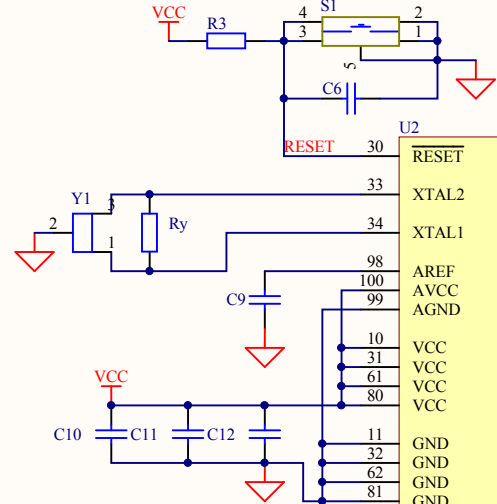 VCC
S1
R3
4
2
3
1
5
C6
U2
RESET
30
RESET
33
XTAL2
Y1
3
2
Ry
1
34
XTAL1
98
AREF
100
AVCC
99
AGND
C9
10
VCC
31
VCC
61
VCC
80
VCC
VCC
C10
C11
C12
11
GND
32
GND
62
GND
81
GND